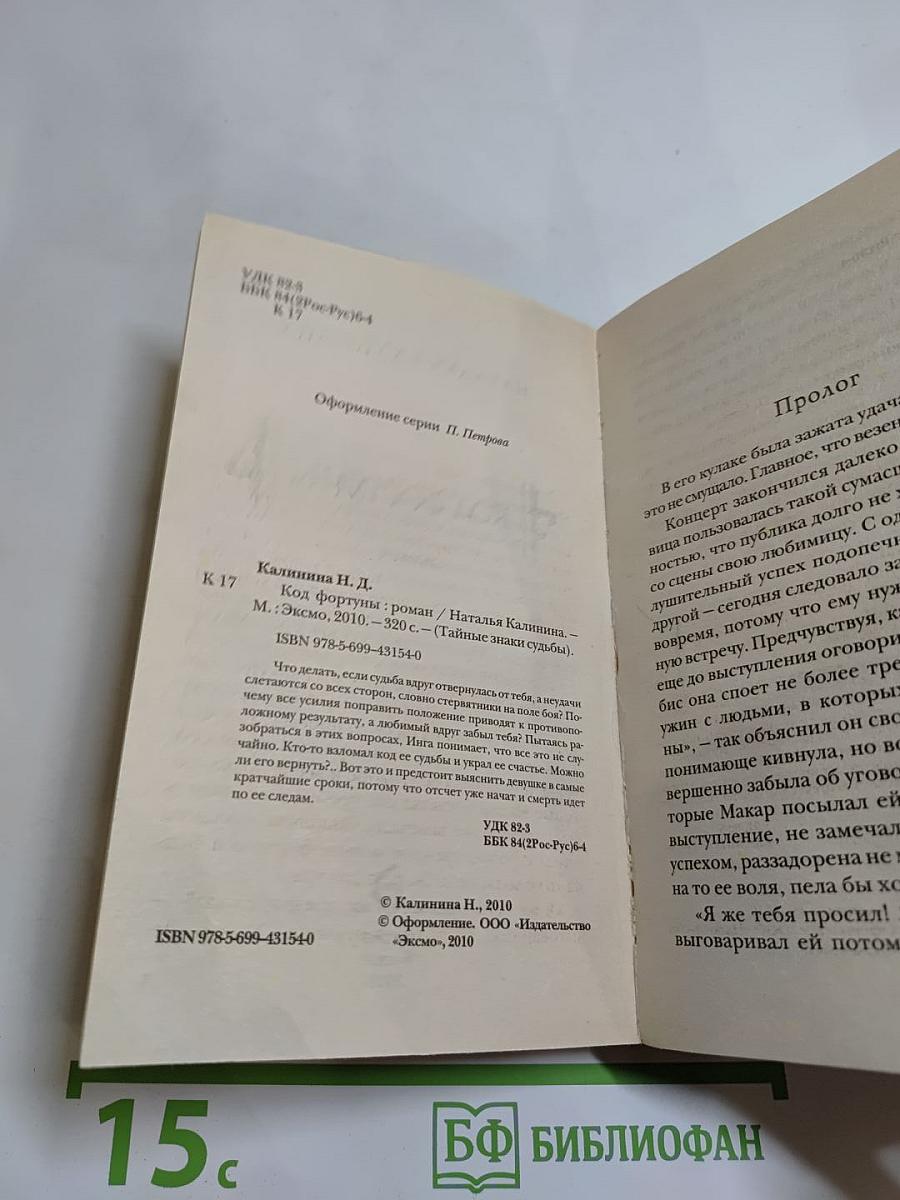 УДК 82-3
ББК 84(2Рос-Рус)6-4
К 17
Оформление серии П. Петрова
Калинина Н. Д.
К 17
Код фортуны : роман / Наталья Калинина. –
М. : Эксмо, 2010. – 320 с. – (Тайные знаки судьбы).
ISBN 978-5-699-43154-0
Что делать, если судьба вдруг отвернулась от тебя, а неудачи
слетаются со всех сторон, словно стервятники на поле боя? По-
чему все усилия поправить положение приводят к противопо-
ложному результату, а любимый вдруг забыл тебя? Пытаясь ра-
зобраться в этих вопросах, Инга понимает, что все это не слу-
чайно. Кто-то взломал код ее судьбы и украл ее счастье. Можно
ли его вернуть?.. Вот это и предстоит выяснить девушке в самые
кратчайшие сроки, потому что отсчет уже начат и смерть идет
по ее следам.
УДК 82-3
ББК 84(2Рос-Рус)6-4
© Калинина Н., 2010
© Оформление. ООО «Издательство
«Эксмо», 2010
ISBN 978-5-699-43154-0
Пролог
В его кулаке была зажата удача
это не смущало. Главное, что везен
Концерт закончился далеко
вица пользовалась такой сумасш
ностью, что публика долго не х
со сцены свою любимицу. С од
лушительный успех подопечн
другой – сегодня следовало за
вовремя, потому что ему нуж
ную встречу. Предчувствуя, ка
еще до выступления оговори
бис она споет не более тре
ужин с людьми, в которых
ны», – так объяснил он сво
понимающе кивнула, но во
вершенно забыла об угово
торые Макар посылал ей
выступление, не замечал
успехом, раззадорена не
на то ее воля, пела бы хо
«Я же тебя просил!
выговаривал ей потом
15 с
БФ БИБЛИОФАН